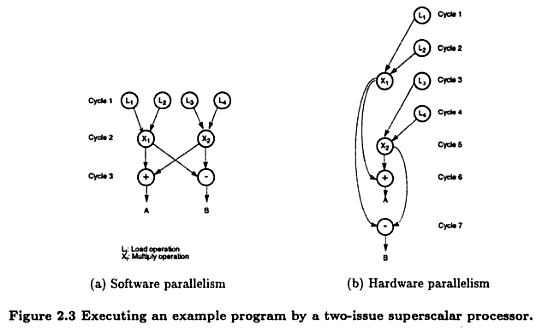 Cycle 1 L1 L2 L3 L4
Cycle 2 X1 X2
Cycle 3 + -
A B
L1: Load operation
X1: Multiply operation
(a) Software parallelism
L1 Cycle 1
L2 Cycle 2
X1
L3 Cycle 3
L4 Cycle 4
X2 Cycle 5
+ Cycle 6
A
- Cycle 7
B
(b) Hardware parallelism
Figure 2.3 Executing an example program by a two-issue superscalar processor.